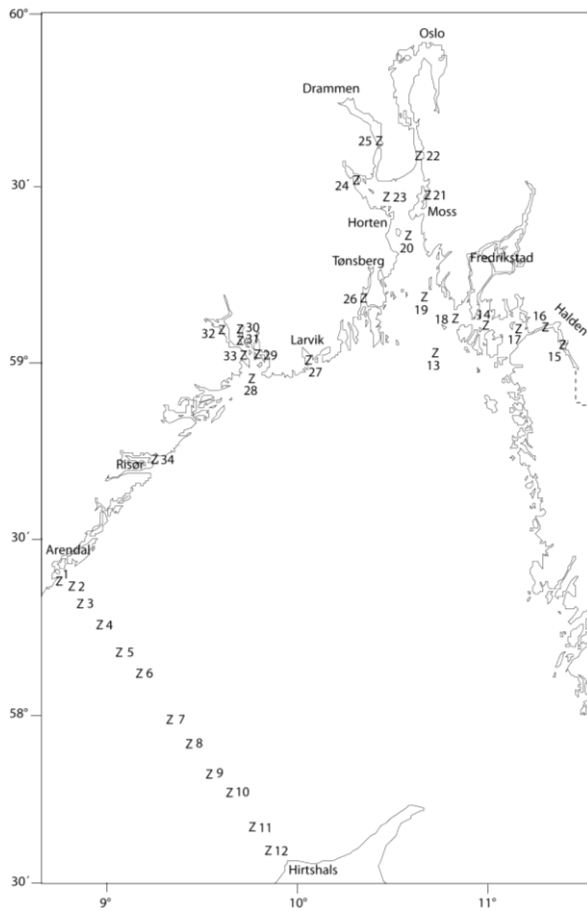 60°
Oslo
Drammen
25 Z
Z 22
24 Z
30´
Z 23
Z 21
Moss
Horten
Z
20
Tønsberg
Fredrikstad
26 Z
Z
19
18 Z
14
Z
16
Z
Halden
Z
17
Z
15
32 Z
Z 30
Z 31
33 Z
Z 29
Larvik
Z
27
59°
Z
13
Z
28
Risør
Z 34
30´
Arendal
1
Z
Z 2
Z 3
Z 4
Z 5
Z 6
58°
Z 7
Z 8
Z 9
Z 10
Z 11
Z 12
Hirtshals
30´
9°
10°
11°